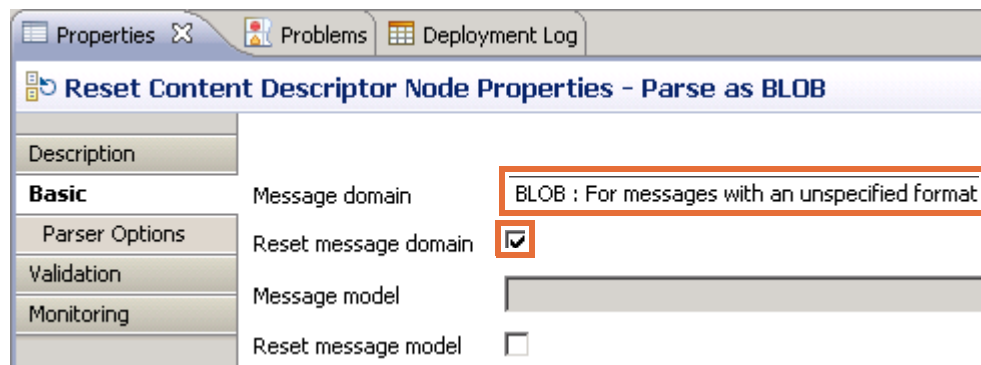 Properties Problems Deployment Log
Reset Content Descriptor Node Properties - Parse as BLOB
Description
Basic
Parser Options
Validation
Monitoring
Message domain BLOB : For messages with an unspecified format
Reset message domain
Message model
Reset message model